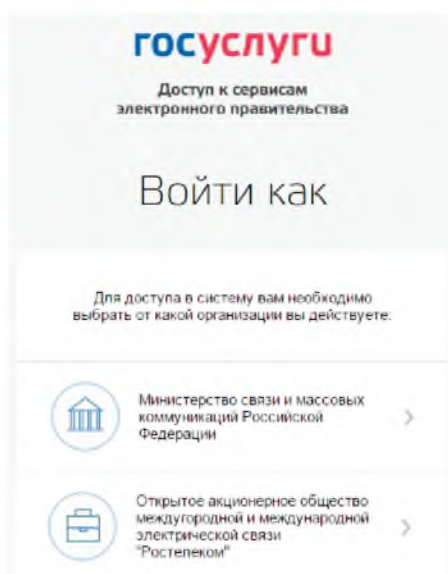 госуслуги
Доступ к сервисам
электронного правительства
Войти как
Для доступа в систему вам необходимо
выбрать от какой организации вы действуете:
Министерство связи и массовых
коммуникаций Российской
Федерации
Открытое акционерное общество
междугородной и международной
электрической связи
"Ростелеком"